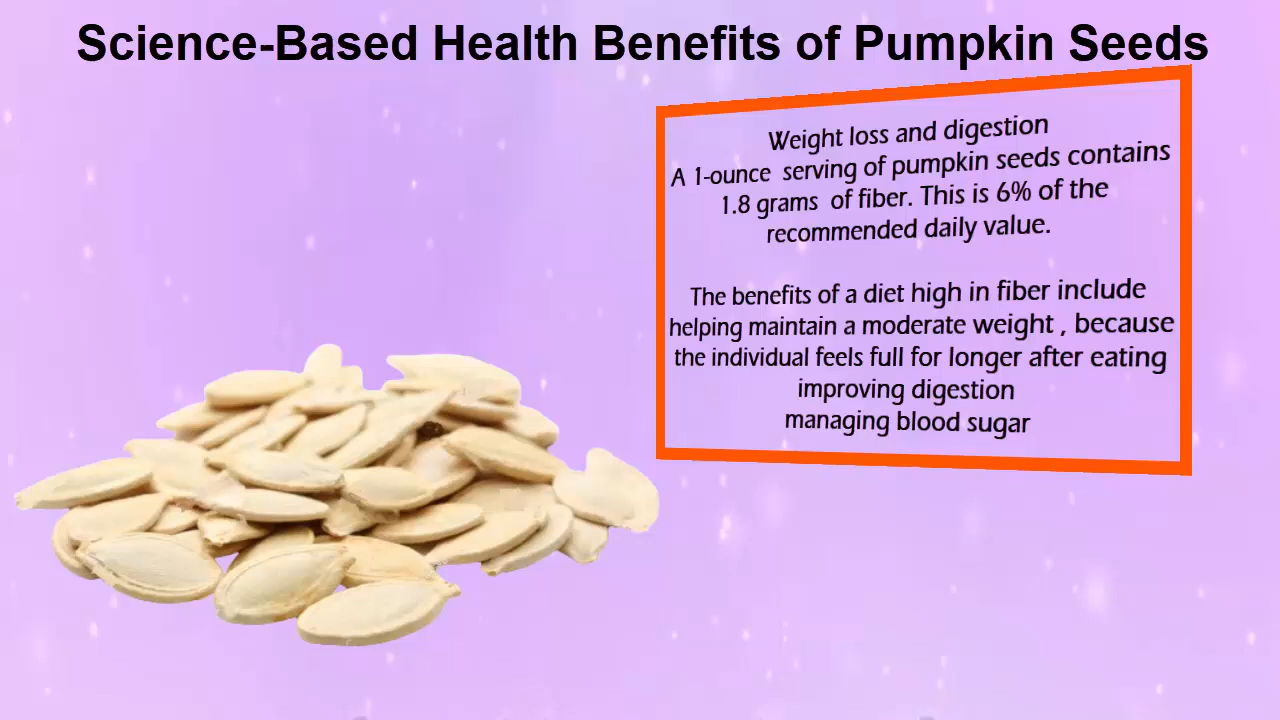 Science-Based Health Benefits of Pumpkin Seeds
Weight loss and digestion
A 1-ounce serving of pumpkin seeds contains
1.8 grams of fiber. This is 6% of the
recommended daily value.
The benefits of a diet high in fiber include
helping maintain a moderate weight , because
the individual feels full for longer after eating
improving digestion
managing blood sugar